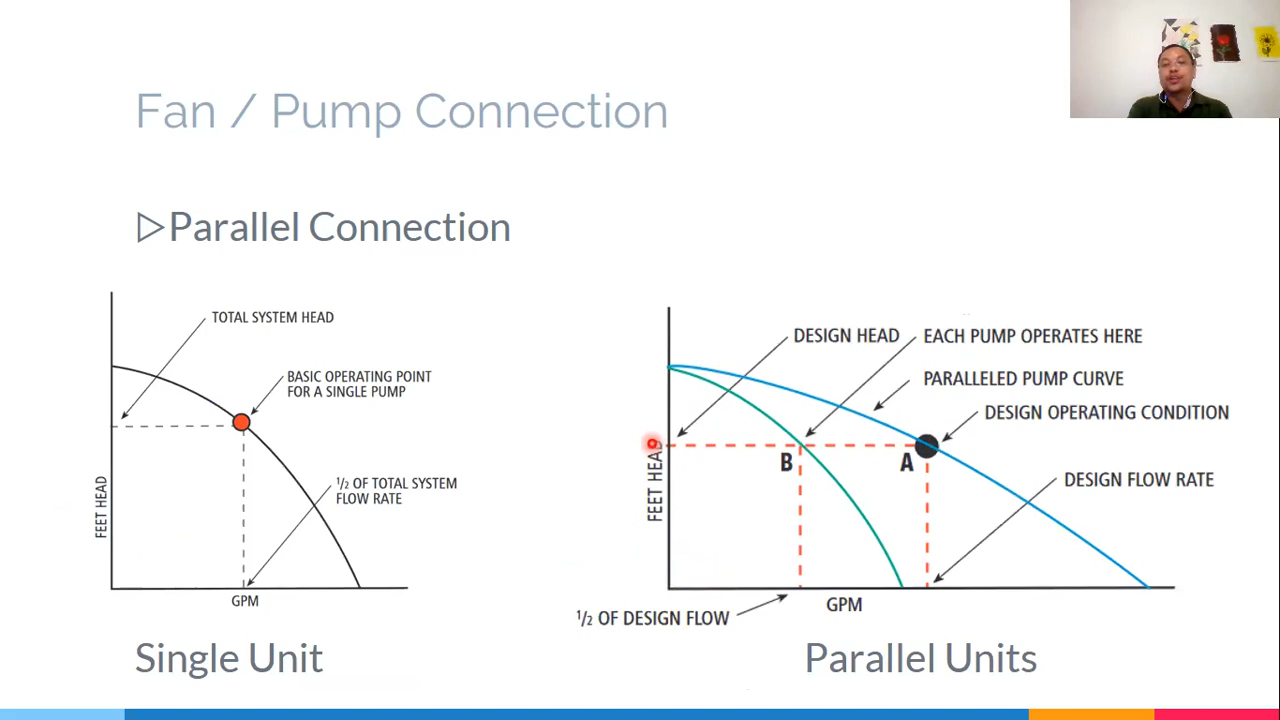 Fan / Pump Connection
▷Parallel Connection
TOTAL SYSTEM HEAD
BASIC OPERATING POINT
FOR A SINGLE PUMP
1/2 OF TOTAL SYSTEM
FLOW RATE
FEET HEAD
GPM
Single Unit
DESIGN HEAD
EACH PUMP OPERATES HERE
PARALLELED PUMP CURVE
DESIGN OPERATING CONDITION
B
A
DESIGN FLOW RATE
FEET HEAD
GPM
1/2 OF DESIGN FLOW
Parallel Units